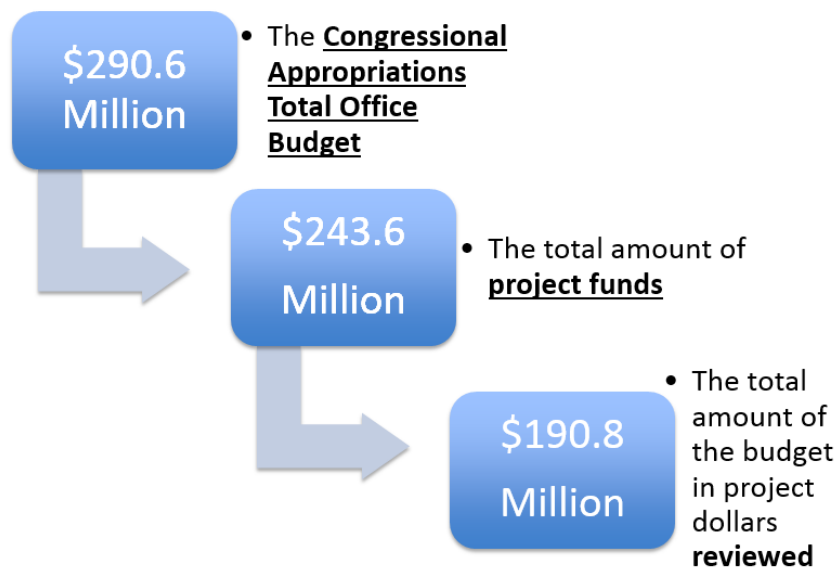 $290.6
Million
• The Congressional
Appropriations
Total Office
Budget
$243.6
Million
• The total amount of
project funds
$190.8
Million
• The total
amount of
the budget
in project
dollars
reviewed